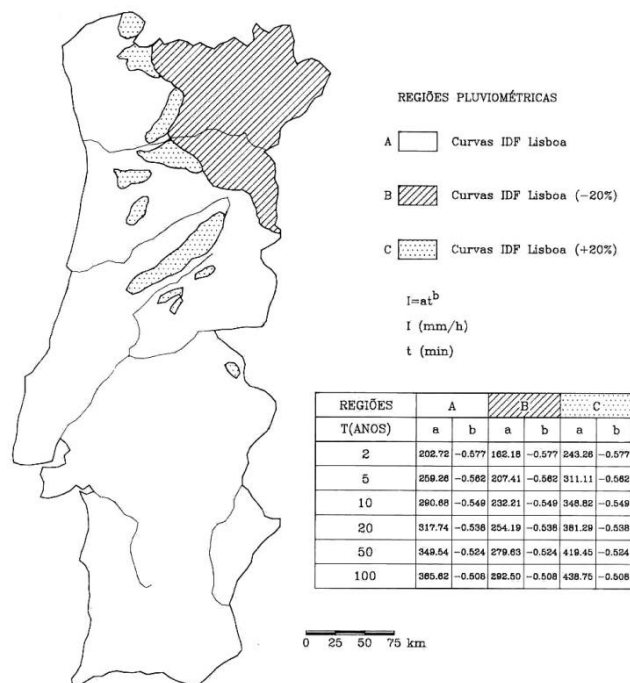 REGIÕES PLUVIOMÉTRICAS
A Curvas IDF Lisboa
B Curvas IDF Lisboa (−20%)
C Curvas IDF Lisboa (+20%)
I=at^b
I (mm/h)
t (min)
REGIÕES A B C
T(ANOS) a b a b a b
2 202.72 −0.577 162.18 −0.577 243.26 −0.577
5 259.26 −0.562 207.41 −0.562 311.11 −0.562
10 290.68 −0.549 232.21 −0.549 348.82 −0.549
20 317.74 −0.538 254.19 −0.538 381.29 −0.538
50 349.54 −0.524 279.63 −0.524 419.45 −0.524
100 365.62 −0.508 292.50 −0.508 438.75 −0.508
0 25 50 75 km